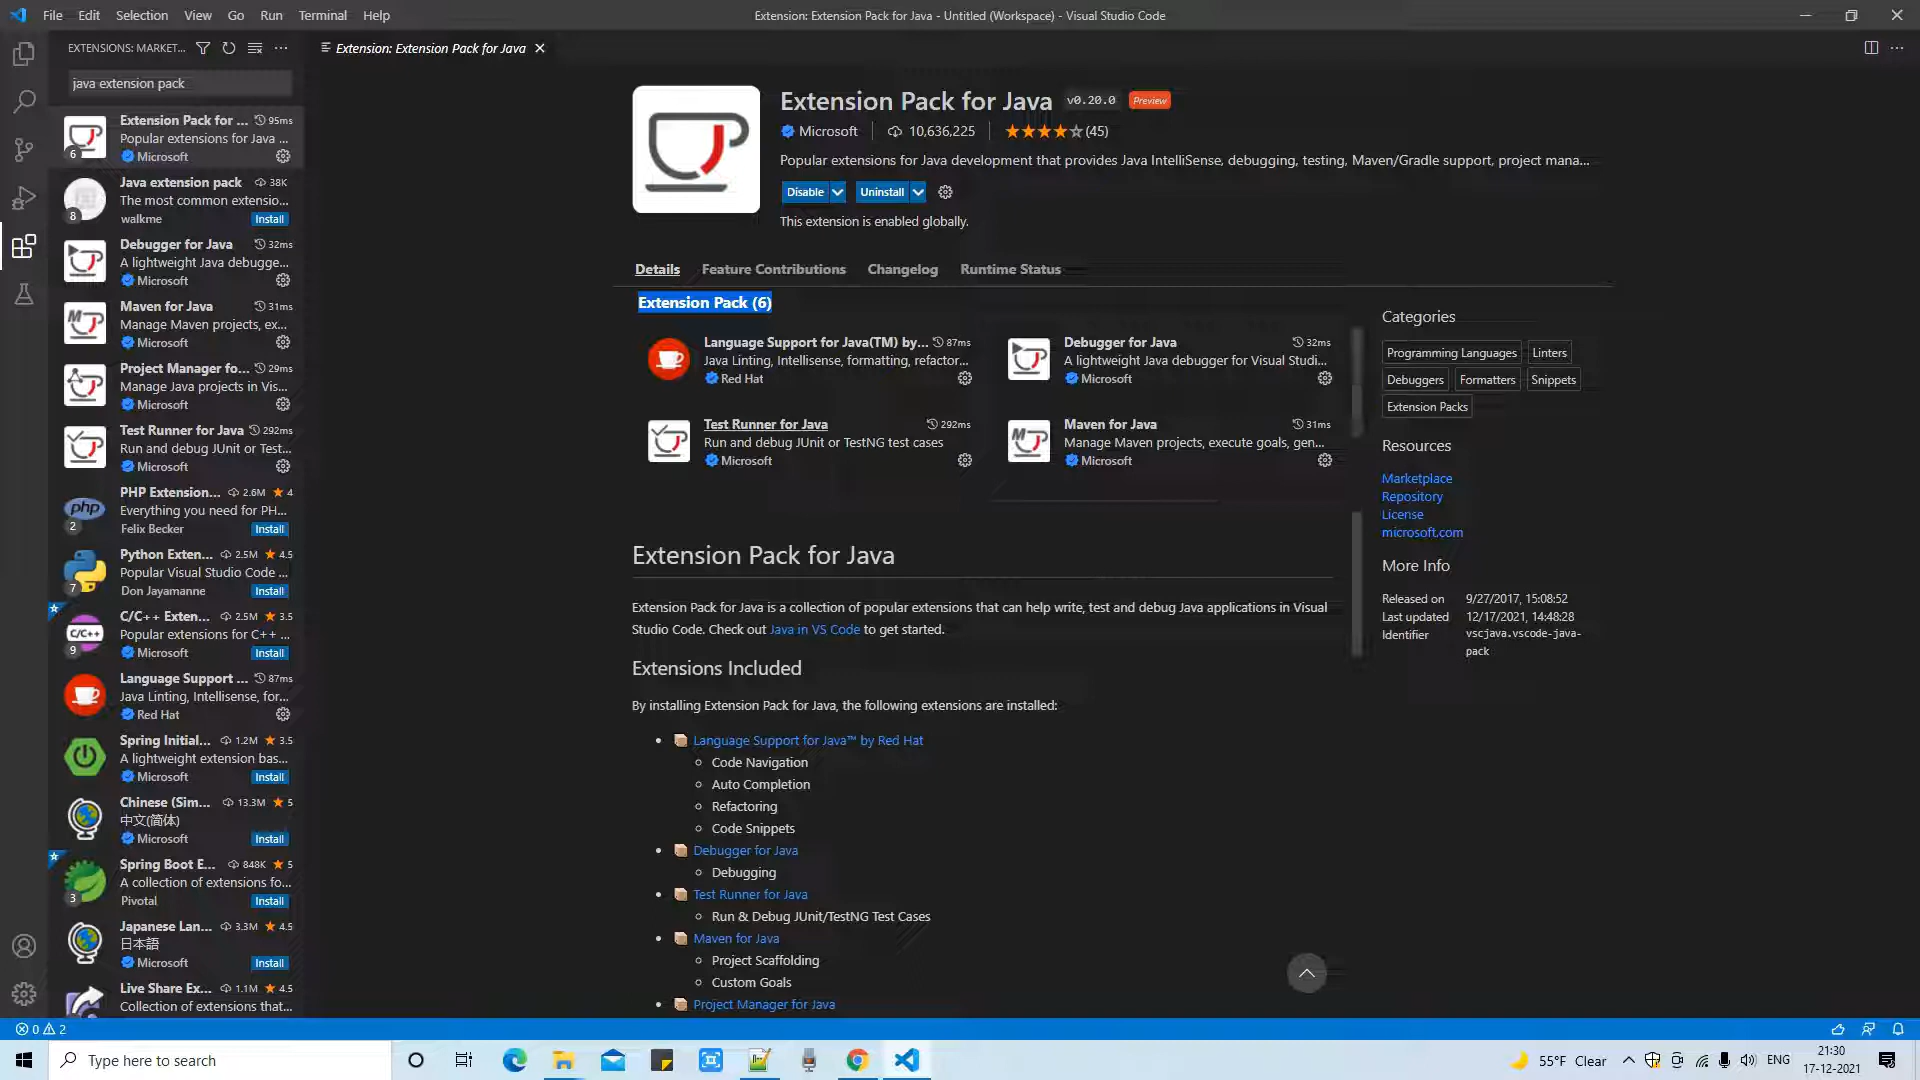 File Edit Selection View Go Run Terminal Help
Extension: Extension Pack for Java - Untitled (Workspace) - Visual Studio Code
EXTENSIONS: MARKET...
Extension: Extension Pack for Java
java extension pack
Extension Pack for ... 95ms
Popular extensions for Java ...
6
Microsoft
Java extension pack 38K
The most common extensio...
8
walkme Install
Debugger for Java 32ms
A lightweight Java debugge...
Microsoft
Maven for Java 31ms
Manage Maven projects, ex...
Microsoft
Project Manager fo... 29ms
Manage Java projects in Vis...
Microsoft
Test Runner for Java 292ms
Run and debug JUnit or Test...
Microsoft
PHP Extension... 2.6M 4
Everything you need for PH...
php
2
Felix Becker Install
Python Exten... 2.5M 4.5
Popular Visual Studio Code ...
7
Don Jayamanne Install
C/C++ Exten... 2.5M 3.5
Popular extensions for C++ ...
C/C++
9
Microsoft Install
Language Support ... 87ms
Java Linting, Intellisense, for...
Red Hat
Spring Initial... 1.2M 3.5
A lightweight extension bas...
Microsoft Install
Chinese (Sim... 13.3M 5
中文(简体)
Microsoft Install
Spring Boot E... 848K 5
A collection of extensions fo...
3
Pivotal Install
Japanese Lan... 3.3M 4.5
日本語
Microsoft Install
Live Share Ex... 1.1M 4.5
Collection of extensions that...
Extension Pack for Java v0.20.0 Preview
Microsoft 10,636,225 (45)
Popular extensions for Java development that provides Java IntelliSense, debugging, testing, Maven/Gradle support, project mana...
Disable Uninstall
This extension is enabled globally.
Details Feature Contributions Changelog Runtime Status
Extension Pack (6)
Language Support for Java(TM) by... 87ms
Java Linting, Intellisense, formatting, refactor...
Red Hat
Debugger for Java 32ms
A lightweight Java debugger for Visual Studi...
Microsoft
Test Runner for Java 292ms
Run and debug JUnit or TestNG test cases
Microsoft
Maven for Java 31ms
Manage Maven projects, execute goals, gen...
Microsoft
Extension Pack for Java
Extension Pack for Java is a collection of popular extensions that can help write, test and debug Java applications in Visual
Studio Code. Check out Java in VS Code to get started.
Extensions Included
By installing Extension Pack for Java, the following extensions are installed:
Language Support for Java™ by Red Hat
Code Navigation
Auto Completion
Refactoring
Code Snippets
Debugger for Java
Debugging
Test Runner for Java
Run & Debug JUnit/TestNG Test Cases
Maven for Java
Project Scaffolding
Custom Goals
Project Manager for Java
Categories
Programming Languages Linters
Debuggers Formatters Snippets
Extension Packs
Resources
Marketplace
Repository
License
microsoft.com
More Info
Released on 9/27/2017, 15:08:52
Last updated 12/17/2021, 14:48:28
Identifier vscjava.vscode-java-
pack
0 2
Type here to search
55°F Clear
ENG
21:30
17-12-2021